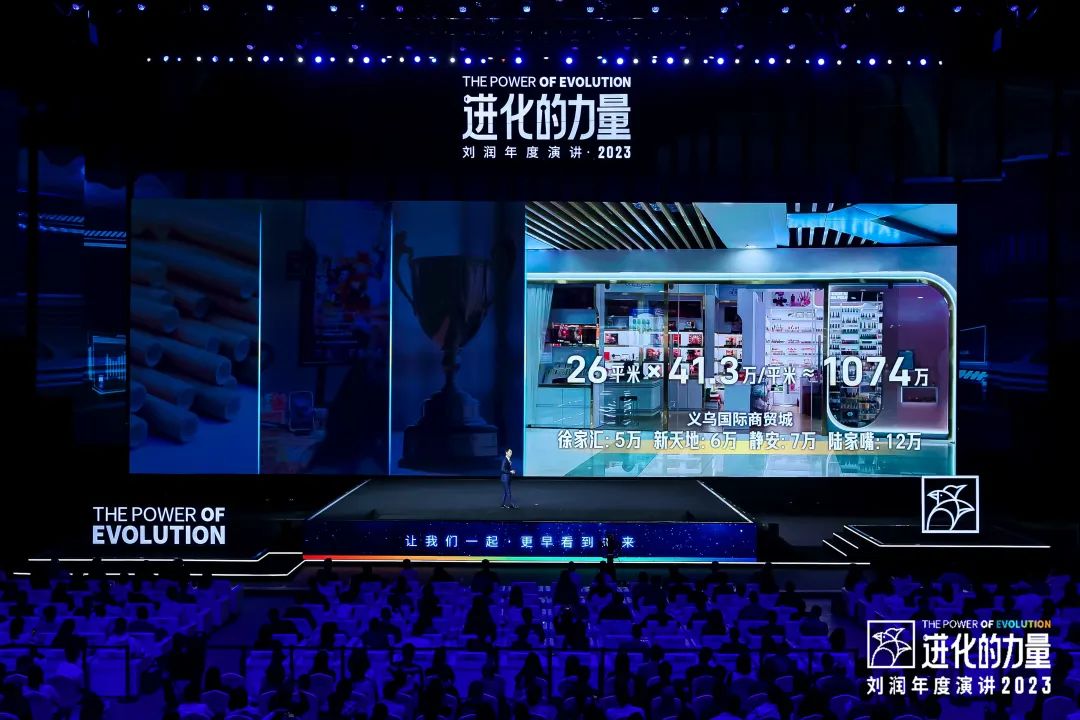 THE POWER OF EVOLUTION
进化的力量
刘润年度演讲·2023
26平米×41.3万/平米≈1074万
义乌国际商贸城
徐家汇:5万 新天地:6万 静安:7万 陆家嘴:12万
THE POWER OF
EVOLUTION
让我们一起·更早看到 来
THE POWER OF EVOLUTION
进化的力量
刘润年度演讲2023